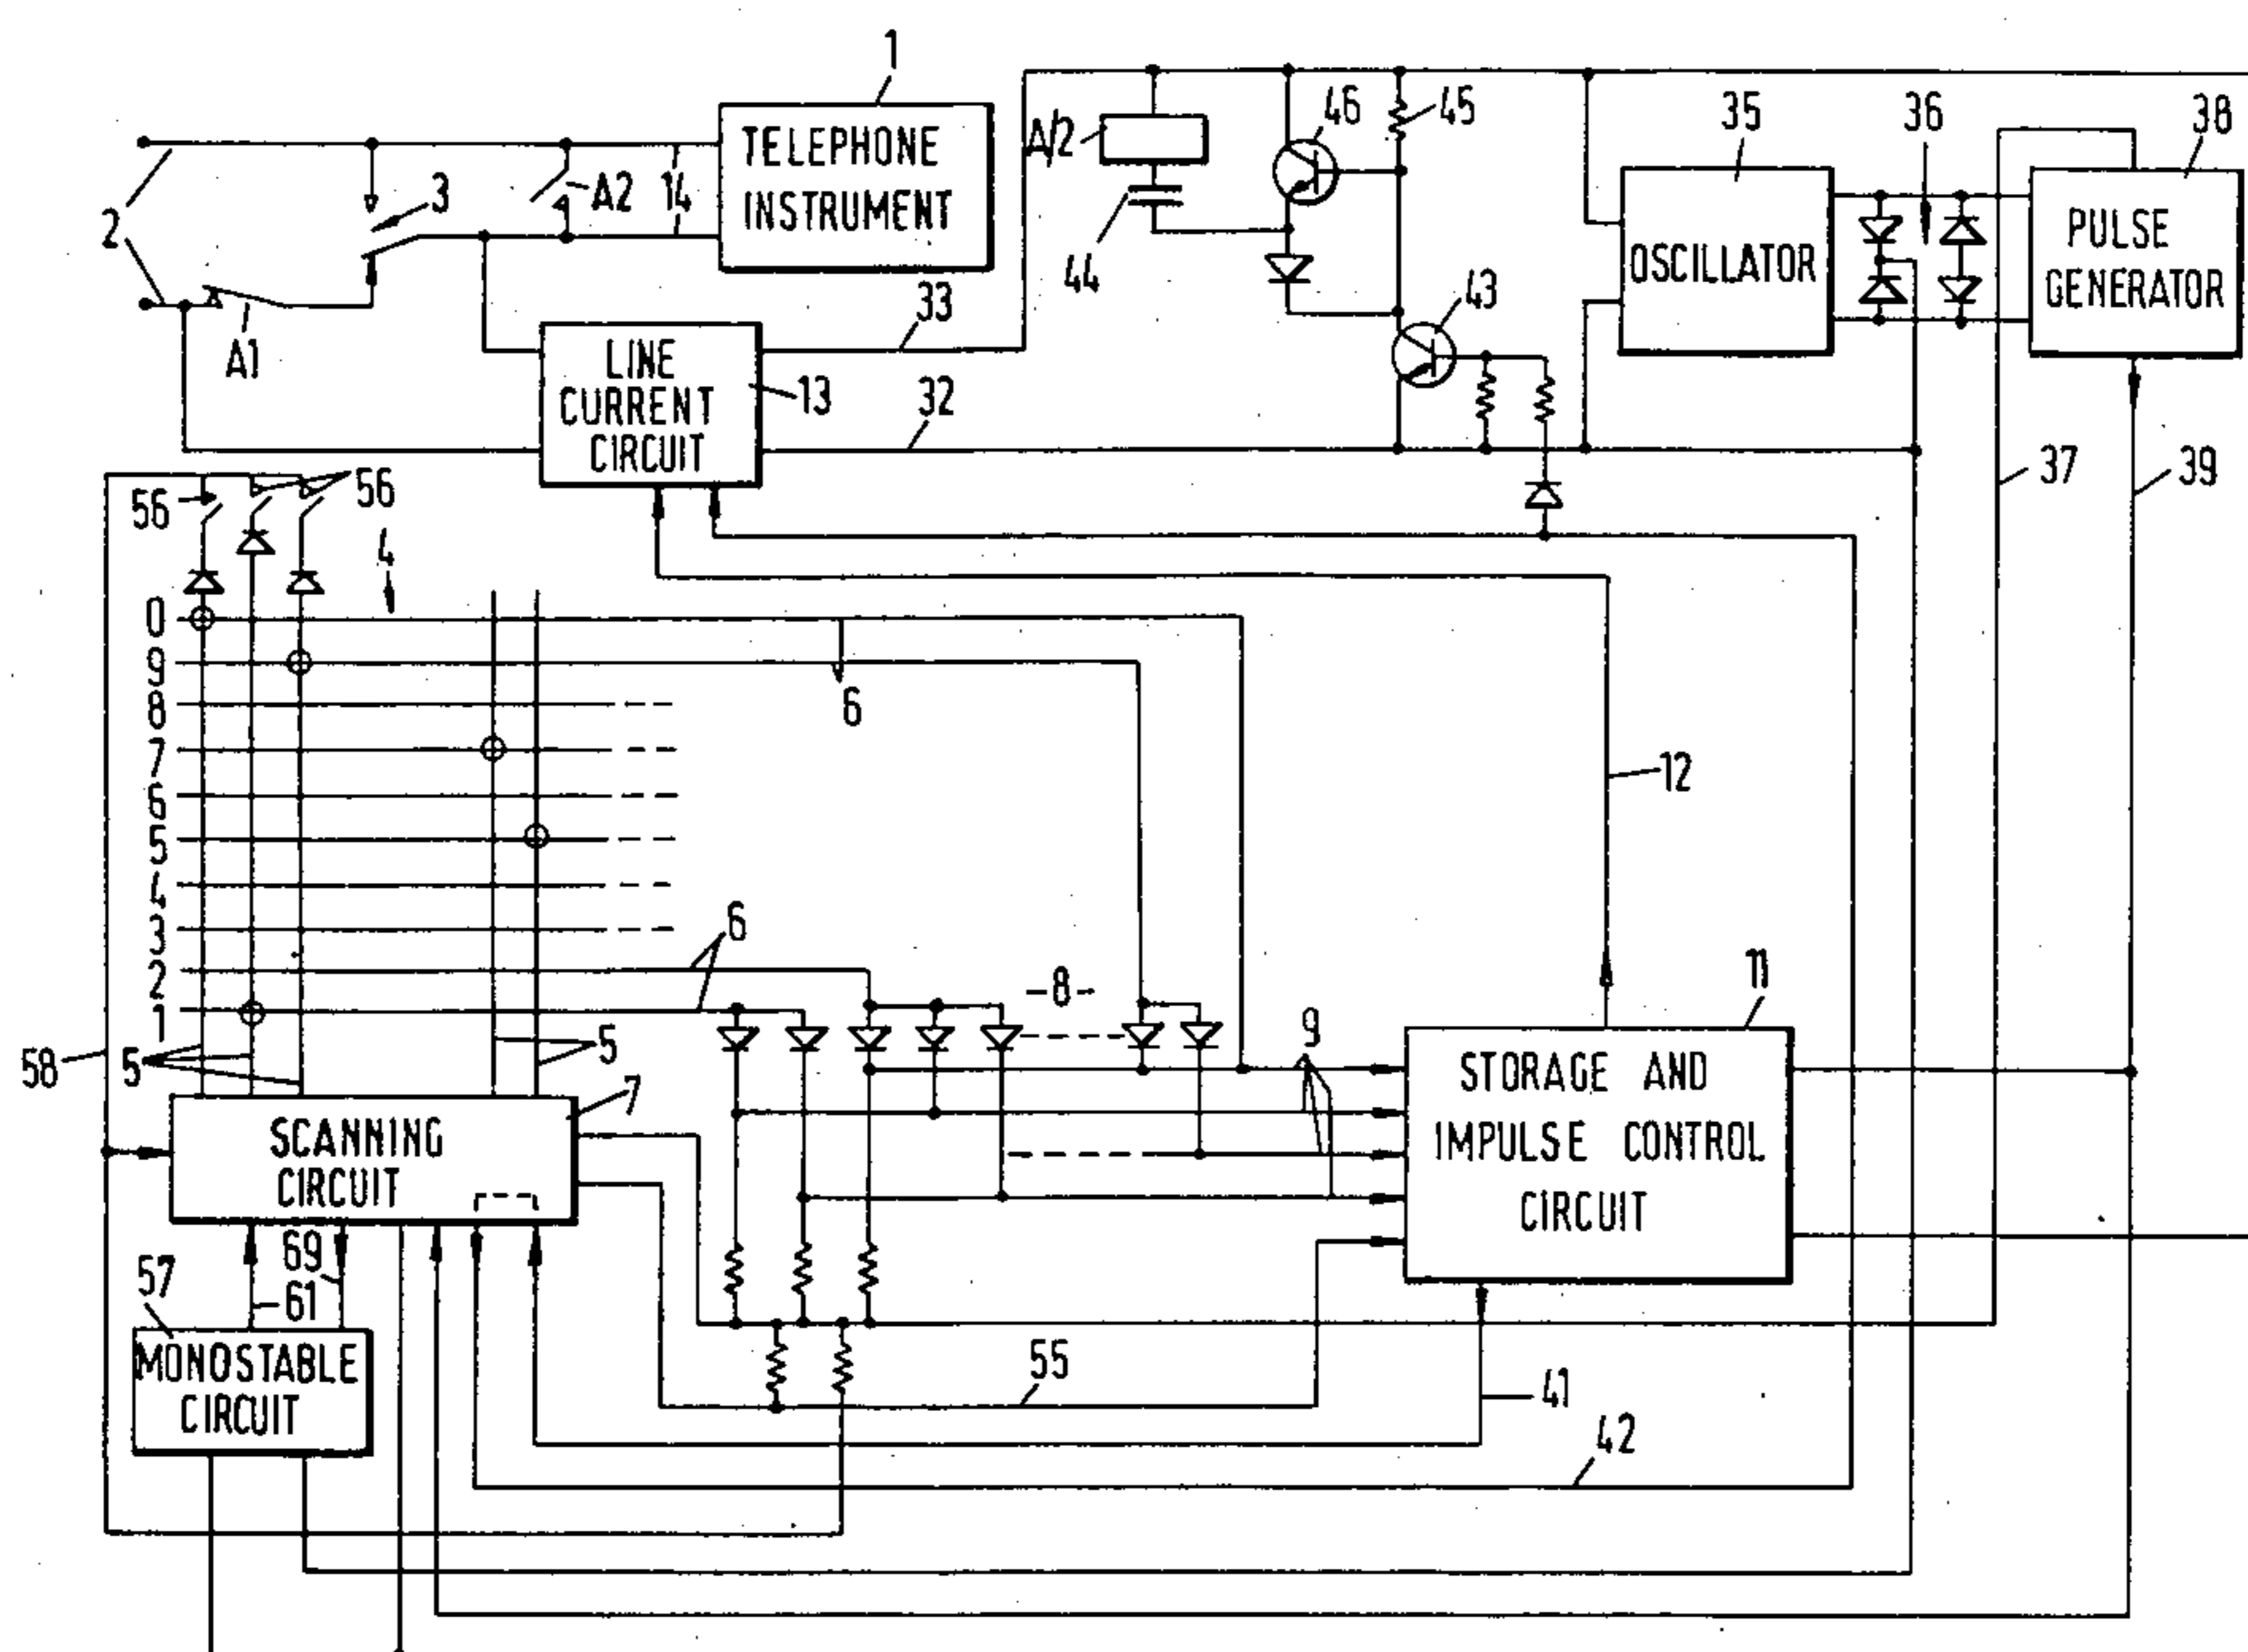 1
TELEPHONE
INSTRUMENT
2
3
A2
14
A1
A/2
46
45
44
43
35
36
38
OSCILLATOR
PULSE
GENERATOR
LINE
CURRENT
CIRCUIT
13
33
32
37
39
56
56
4
0
9
8
7
6
5
4
3
2
1
6
6
12
-8-
9
11
58
5
5
7
SCANNING
CIRCUIT
STORAGE AND
IMPULSE CONTROL
CIRCUIT
57
69
61
MONOSTABLE
CIRCUIT
55
41
42